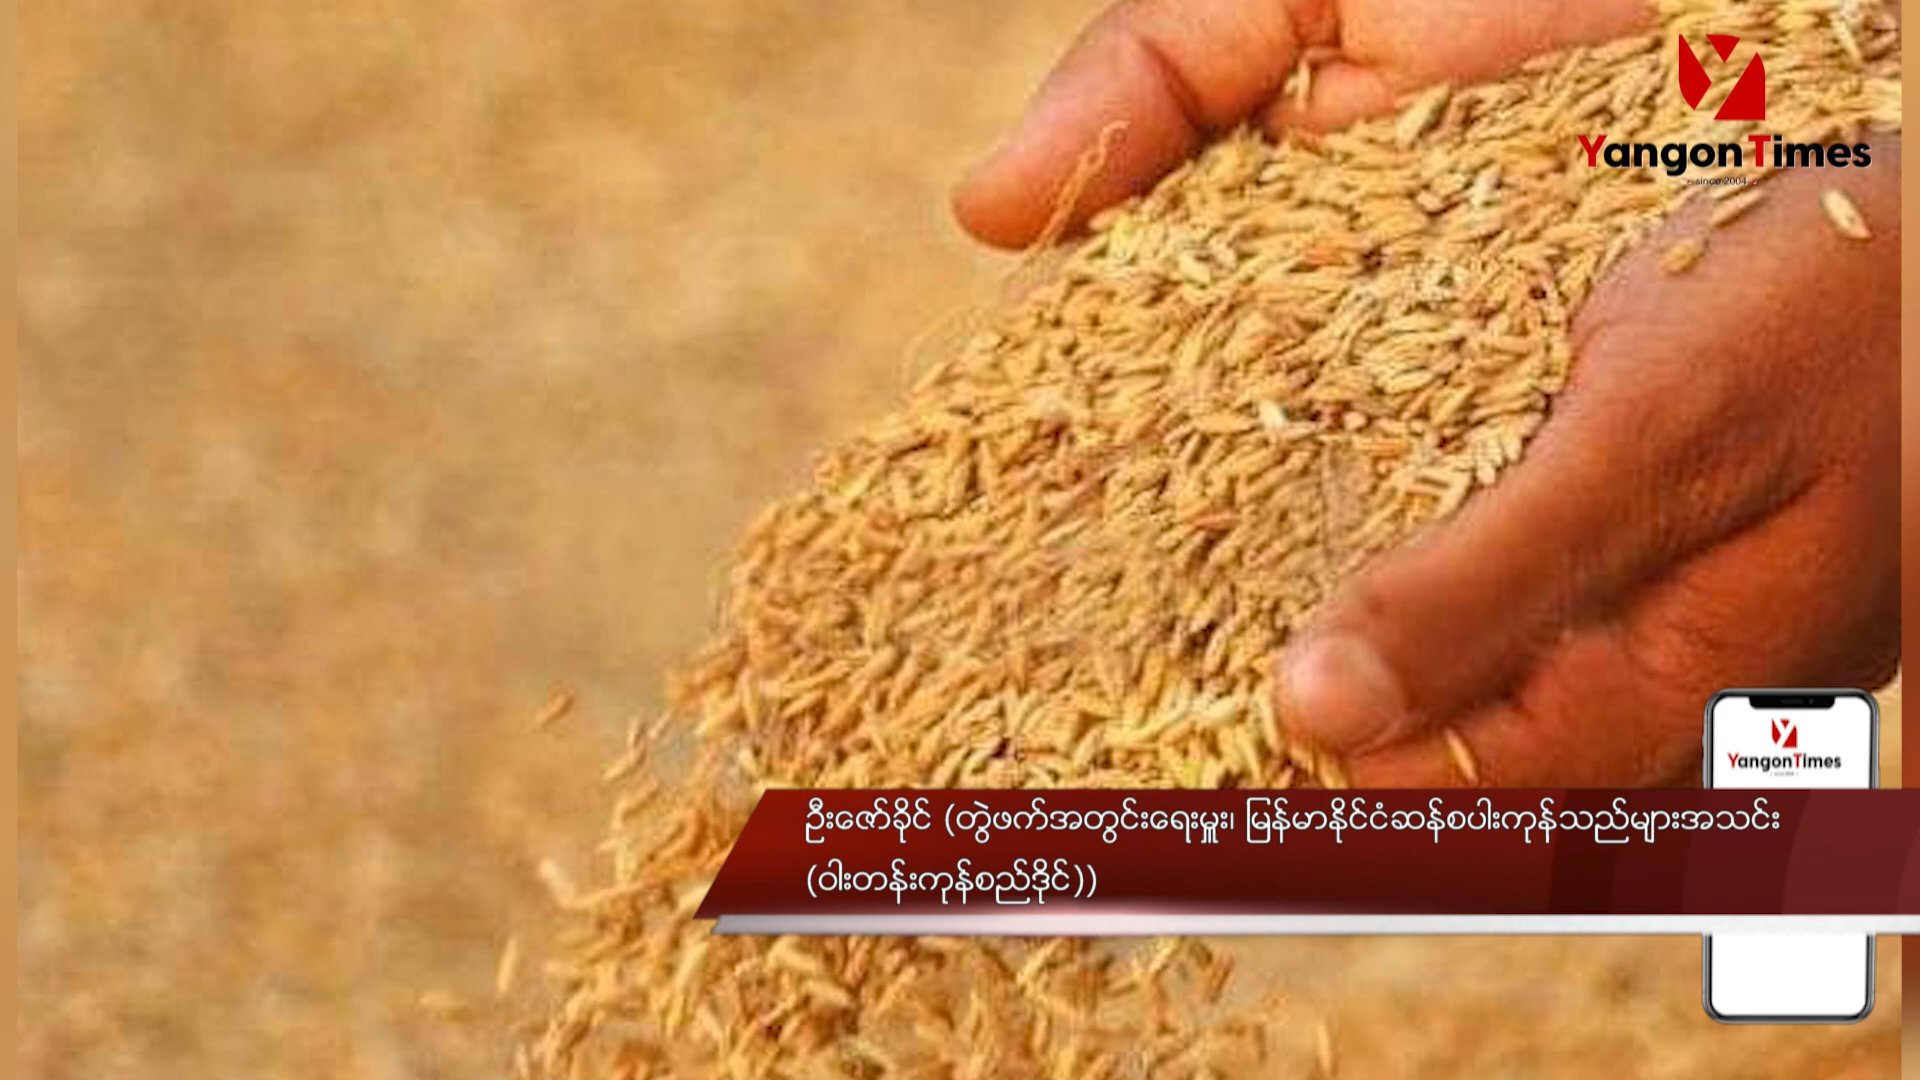 YangonTimes
since 2004
YangonTimes
ဦးဇော်ခိုင် (တွဲဖက်အတွင်းရေးမှူး၊ မြန်မာနိုင်ငံဆန်စပါးကုန်သည်များအသင်း
(ဝါးတန်းကုန်စည်ဒိုင်))